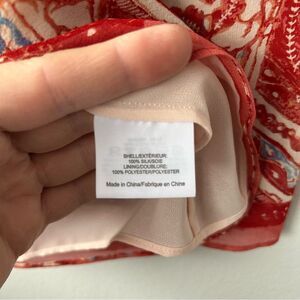 SHELL/EXTÉRIEUR:
100% SILK/SOIE
LINING/DOUBLURE:
100% POLYESTER/POLYESTER
Made in China/Fabriqué en Chine